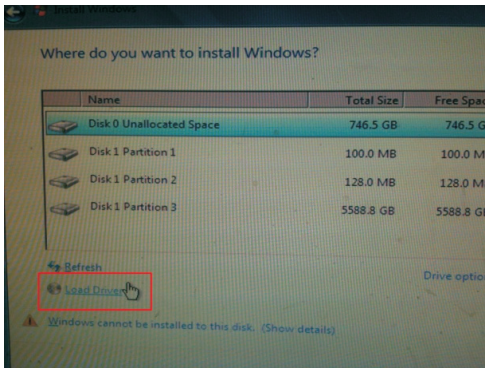 Install Windows
Where do you want to install Windows?
Name Total Size Free Spac
Disk 0 Unallocated Space 746.5 GB 746.5 G
Disk 1 Partition 1 100.0 MB 100.0 M
Disk 1 Partition 2 128.0 MB 128.0 M
Disk 1 Partition 3 5588.8 GB 5588.8 G
Refresh
Load Driver Drive optio
Windows cannot be installed to this disk. (Show details)